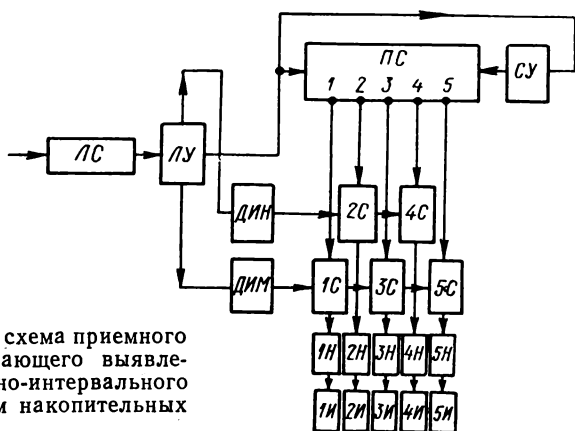 ПС
СУ
1 2 3 4 5
ЛС
ЛУ
ДИН
2С 4С
ДИМ
1С 3С 5С
1Н 2Н 3Н 4Н 5Н
1И 2И 3И 4И 5И
схема приемного
ающего выявле-
но-интервального
м накопительных